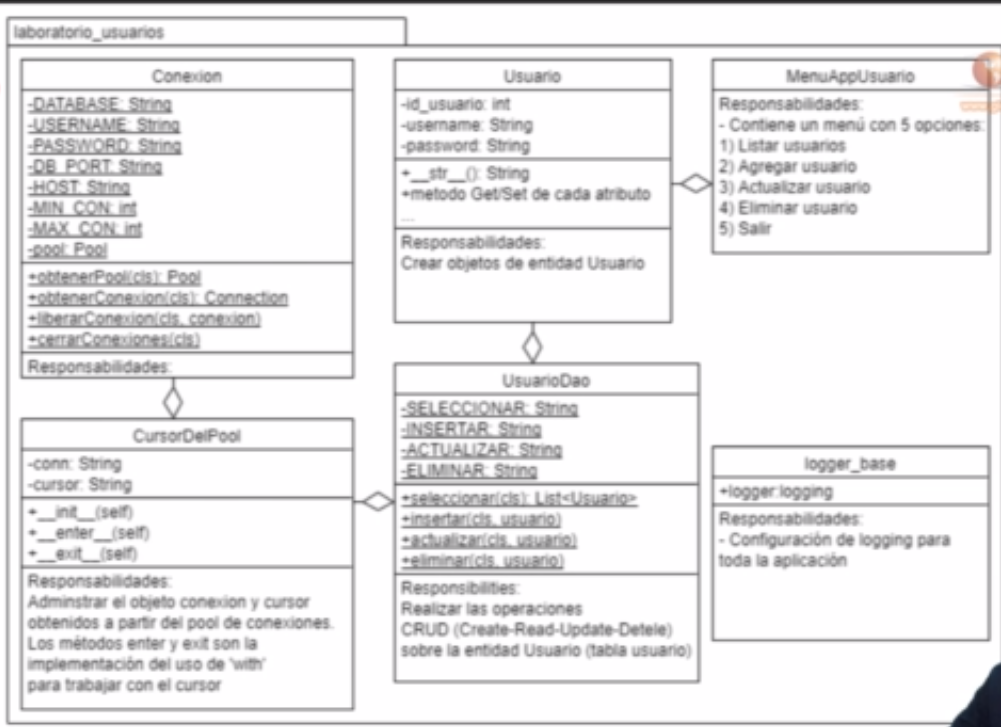 laboratorio_usuarios
Conexion
-DATABASE: String
-USERNAME: String
-PASSWORD: String
-DB_PORT: String
-HOST: String
-MIN_CON: int
-MAX_CON: int
-pool: Pool
+obtenerPool(cls): Pool
+obtenerConexion(cls): Connection
+liberarConexion(cls, conexion)
+cerrarConexiones(cls)
Responsabilidades:
Usuario
-id_usuario: int
-username: String
-password: String
+__str__(): String
+metodo Get/Set de cada atributo
...
Responsabilidades:
Crear objetos de entidad Usuario
MenuAppUsuario
Responsabilidades:
- Contiene un menú con 5 opciones:
1) Listar usuarios
2) Agregar usuario
3) Actualizar usuario
4) Eliminar usuario
5) Salir
CursorDelPool
-conn: String
-cursor: String
+__init__(self)
+__enter__(self)
+__exit__(self)
Responsabilidades:
Adminstrar el objeto conexion y cursor
obtenidos a partir del pool de conexiones.
Los métodos enter y exit son la
implementación del uso de 'with'
para trabajar con el cursor
UsuarioDao
-SELECCIONAR: String
-INSERTAR: String
-ACTUALIZAR: String
-ELIMINAR: String
+seleccionar(cls): List<Usuario>
+insertar(cls, usuario)
+actualizar(cls, usuario)
+eliminar(cls, usuario)
Responsibilities:
Realizar las operaciones
CRUD (Create-Read-Update-Detele)
sobre la entidad Usuario (tabla usuario)
logger_base
+logger:logging
Responsabilidades:
- Configuración de logging para
toda la aplicación